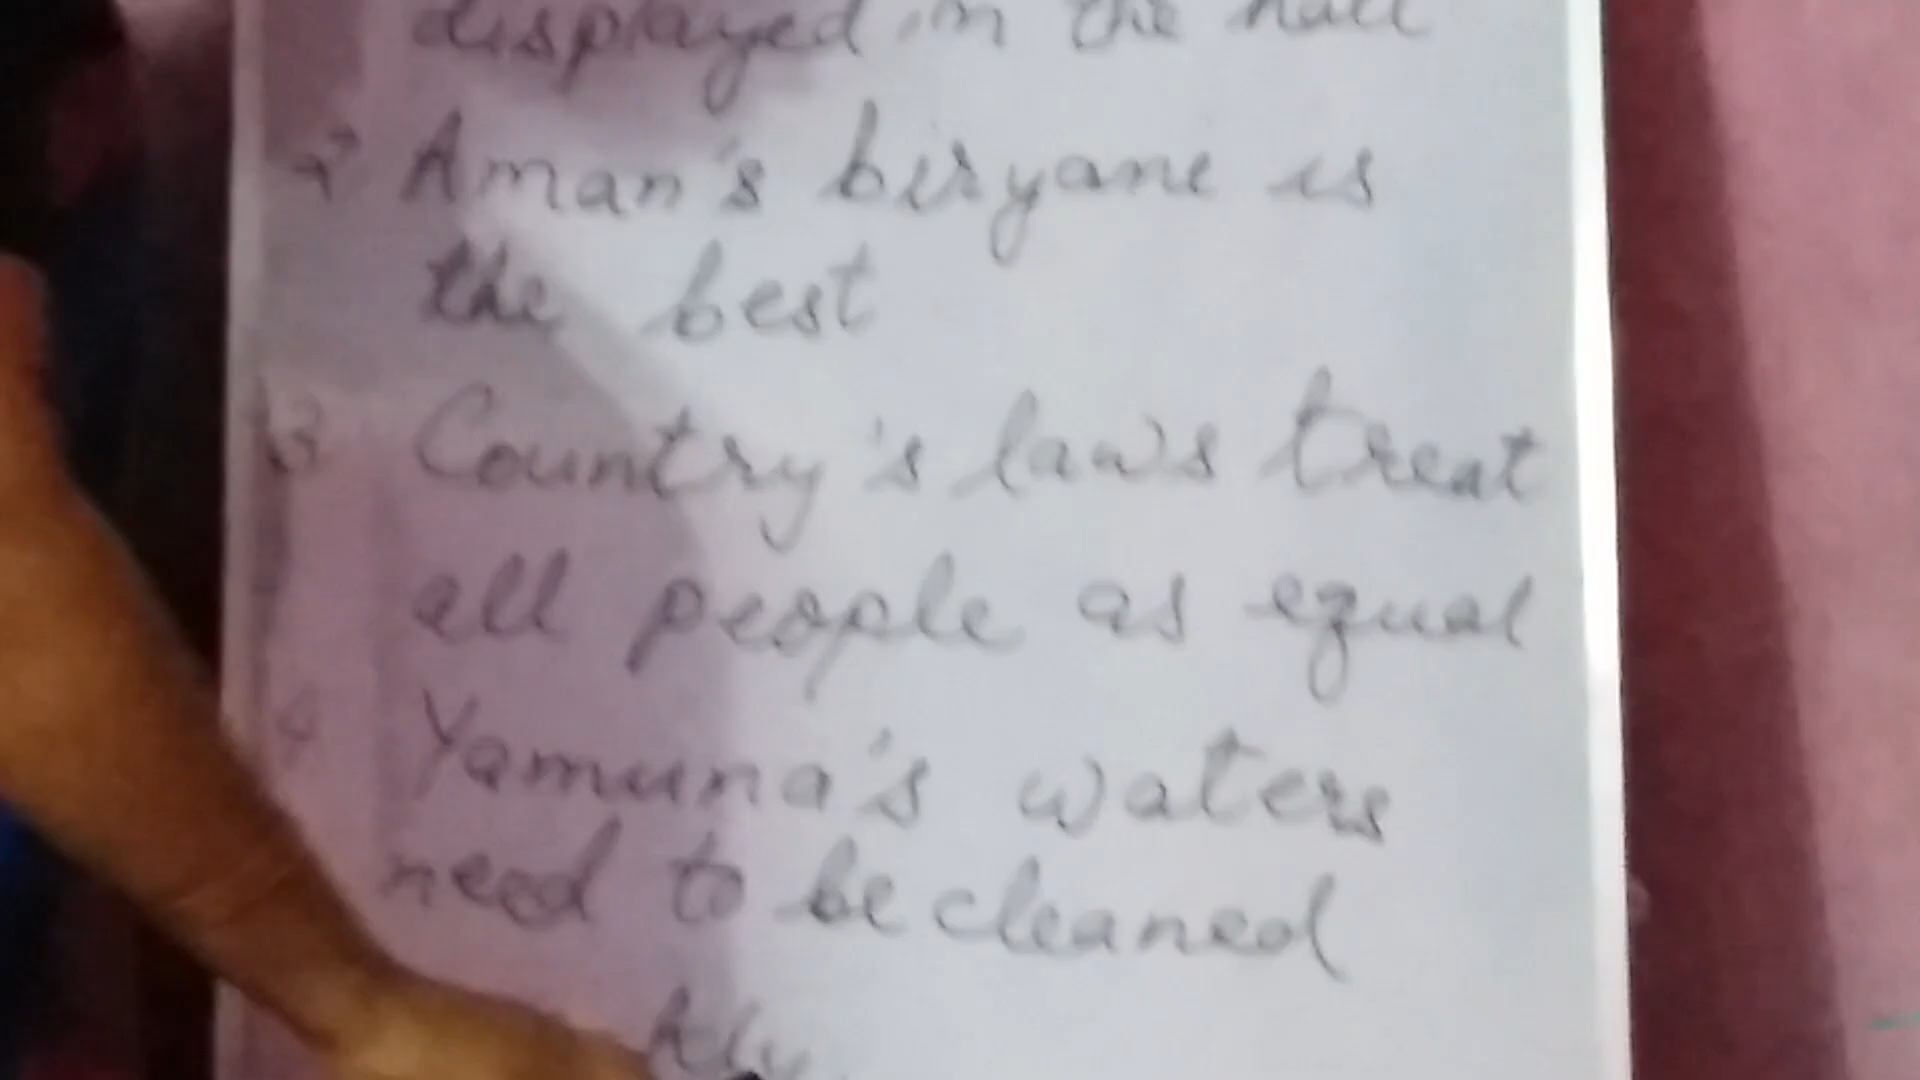 displayed in the hall
2 Aman's biryane is
the best
3 Country's laws treat
all people as equal
4 Yamuna's waters
need to be cleaned